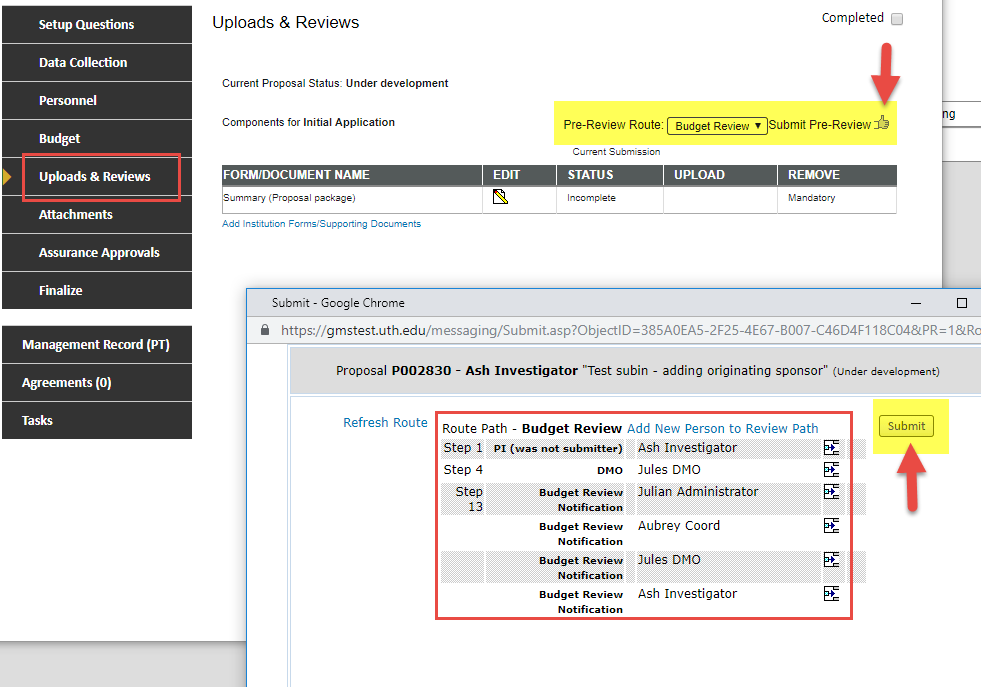 Setup Questions
Data Collection
Personnel
Budget
Uploads & Reviews
Attachments
Assurance Approvals
Finalize
Management Record (PT)
Agreements (0)
Tasks
Uploads & Reviews
Completed
Current Proposal Status: Under development
Components for Initial Application
Pre-Review Route: Budget Review ▼ Submit Pre-Review
Current Submission
FORM/DOCUMENT NAME EDIT STATUS UPLOAD REMOVE
Summary (Proposal package) Incomplete Mandatory
Add Institution Forms/Supporting Documents
ng
Submit - Google Chrome
https://gmstest.uth.edu/messaging/Submit.asp?ObjectID=385A0EA5-2F25-4E67-B007-C46D4F118C04&PR=1&Ro
Proposal P002830 - Ash Investigator "Test subin - adding originating sponsor" (Under development)
Refresh Route
Route Path - Budget Review Add New Person to Review Path
Submit
Step 1 PI (was not submitter) Ash Investigator
Step 4 DMO Jules DMO
Step Budget Review Julian Administrator
13 Notification
Budget Review Aubrey Coord
Notification
Budget Review Jules DMO
Notification
Budget Review Ash Investigator
Notification